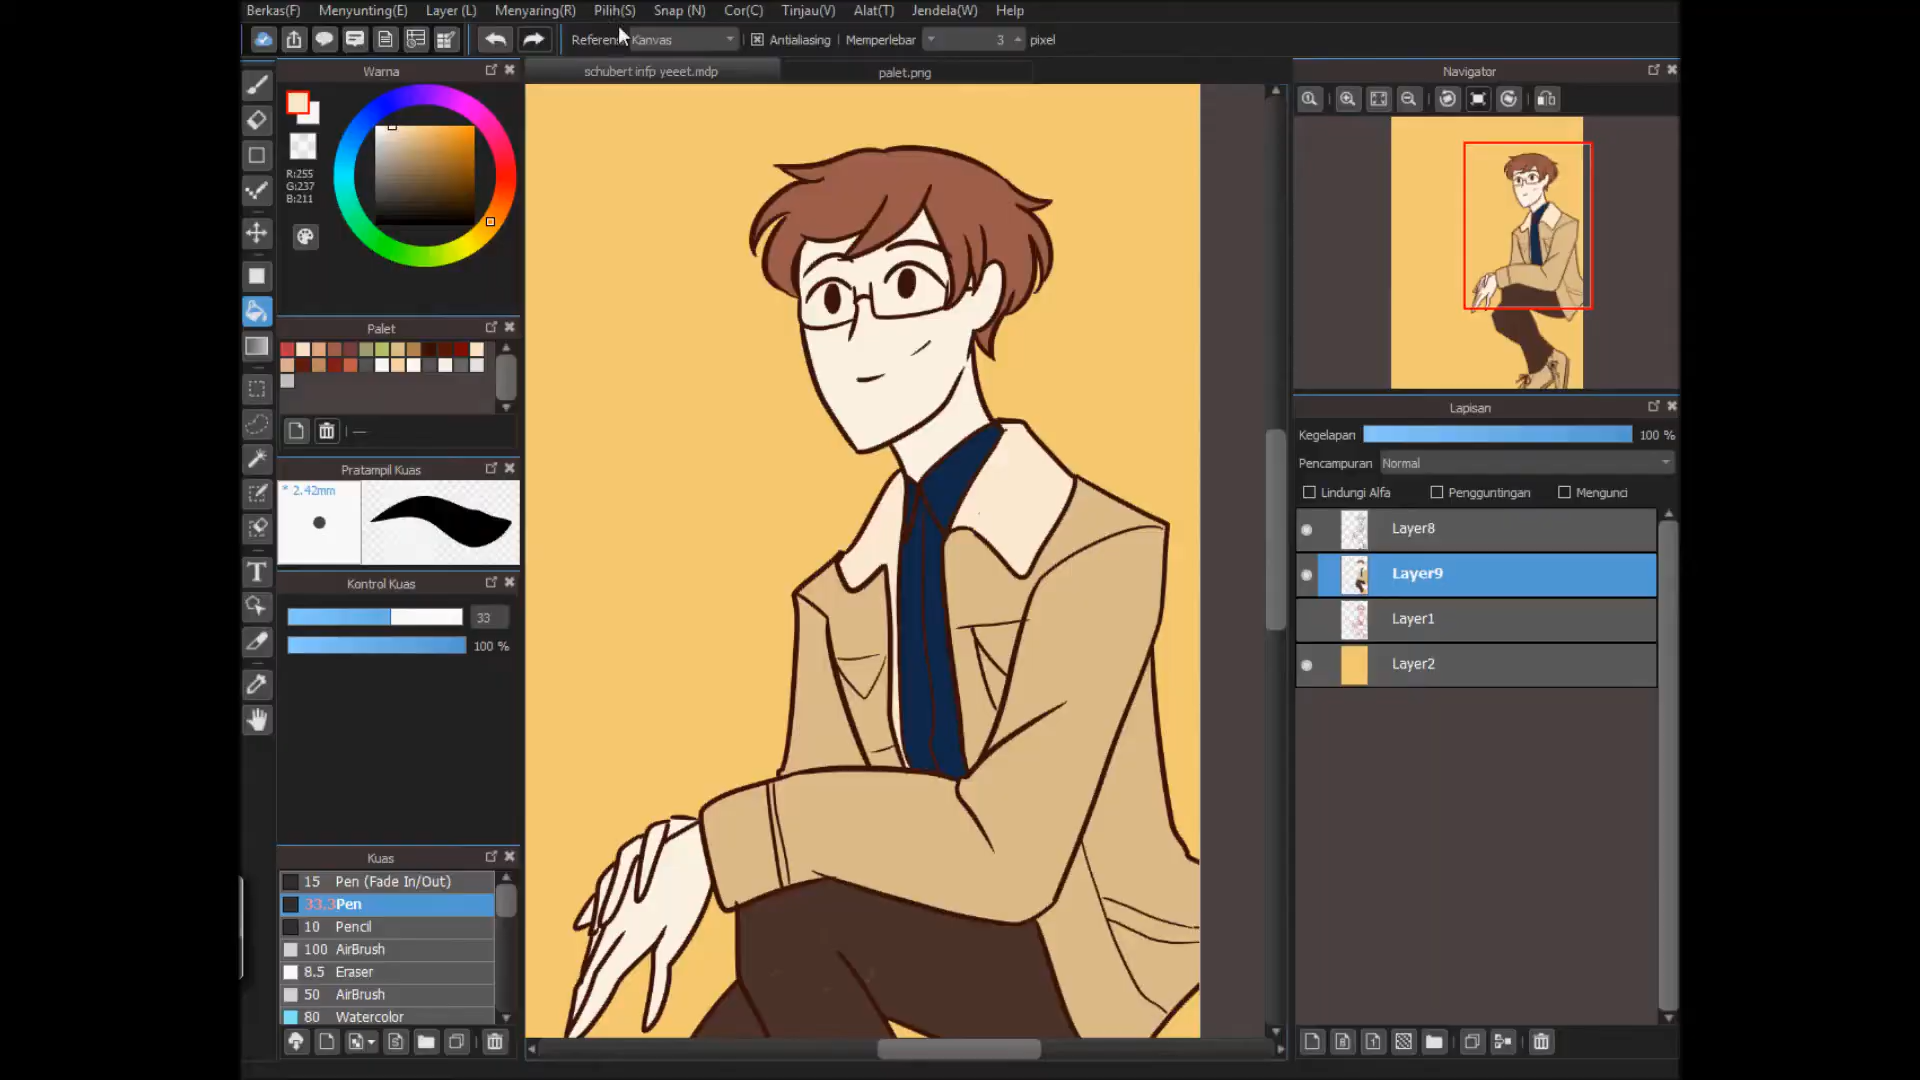 Berkas(F) Menyunting(E) Layer (L) Menyaring(R) Pilih(S) Snap (N) Cor(C) Tinjau(V) Alat(T) Jendela(W) Help
Kanvas Antialiasing Memperlebar 3 pixel
Warna
schubert infp yeeet.mdp palet.png
Navigator
R:255
G:237
B:211
Palet
Pratampil Kuas
* 2.42mm
Kontrol Kuas
33
100 %
Kuas
15 Pen (Fade In/Out)
33.3 Pen
10 Pencil
100 AirBrush
8.5 Eraser
50 AirBrush
80 Watercolor
Lapisan
Kegelapan 100 %
Pencampuran Normal
Lindungi Alfa Pengguntingan Mengunci
Layer8
Layer9
Layer1
Layer2